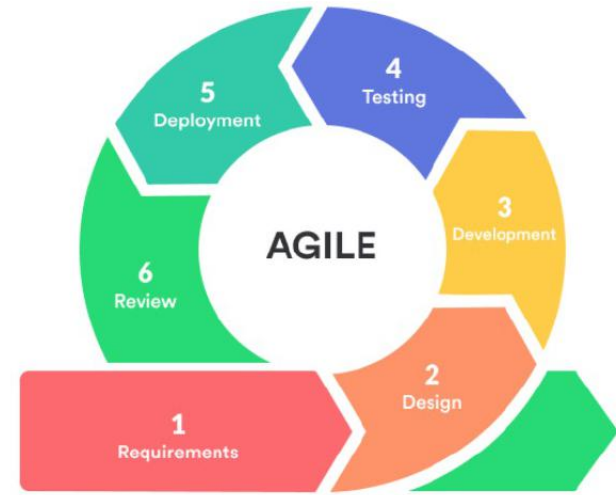 4
Testing
5
Deployment
3
Development
AGILE
6
Review
2
Design
1
Requirements